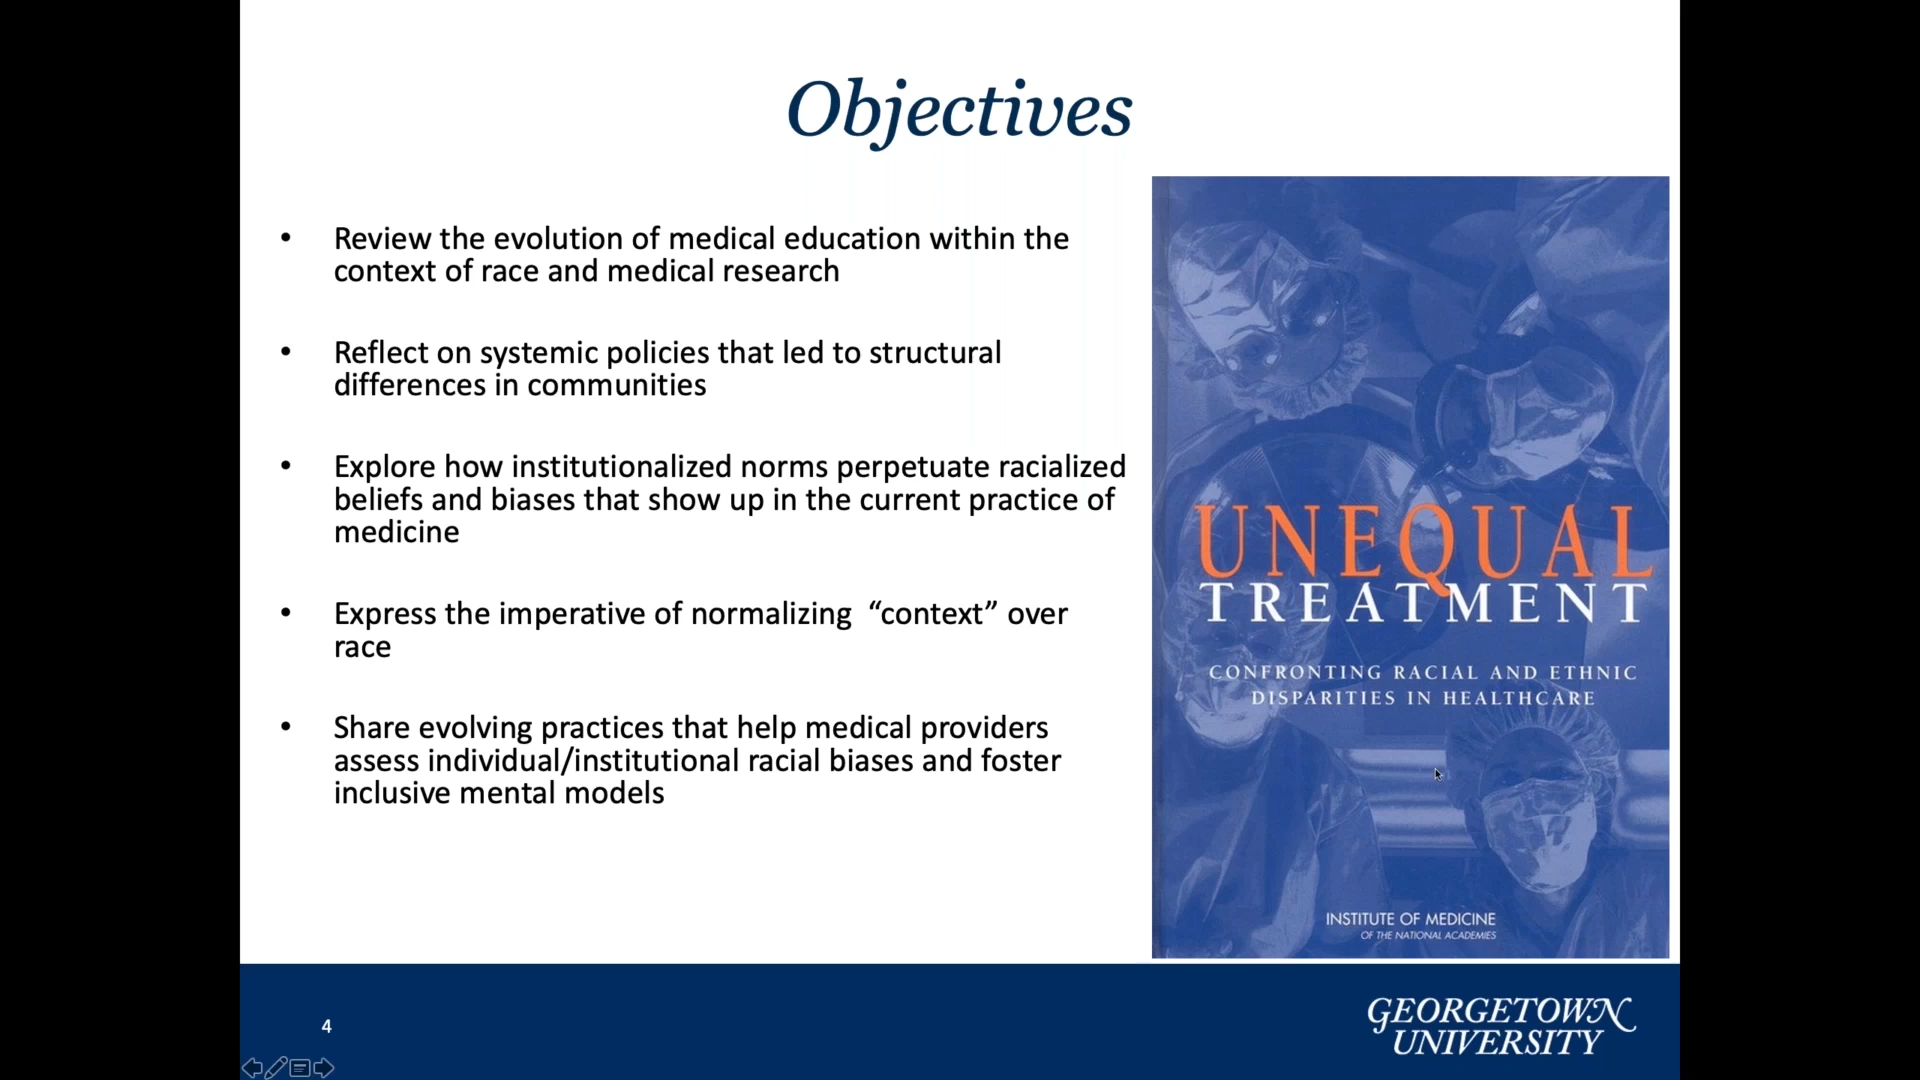 Objectives
• Review the evolution of medical education within the
context of race and medical research
• Reflect on systemic policies that led to structural
differences in communities
• Explore how institutionalized norms perpetuate racialized
beliefs and biases that show up in the current practice of
medicine
• Express the imperative of normalizing  “context” over
race
• Share evolving practices that help medical providers
assess individual/institutional racial biases and foster
inclusive mental models
UNEQUAL
TREATMENT
CONFRONTING RACIAL AND ETHNIC
DISPARITIES IN HEALTHCARE
INSTITUTE OF MEDICINE
OF THE NATIONAL ACADEMIES
4
GEORGETOWN
UNIVERSITY